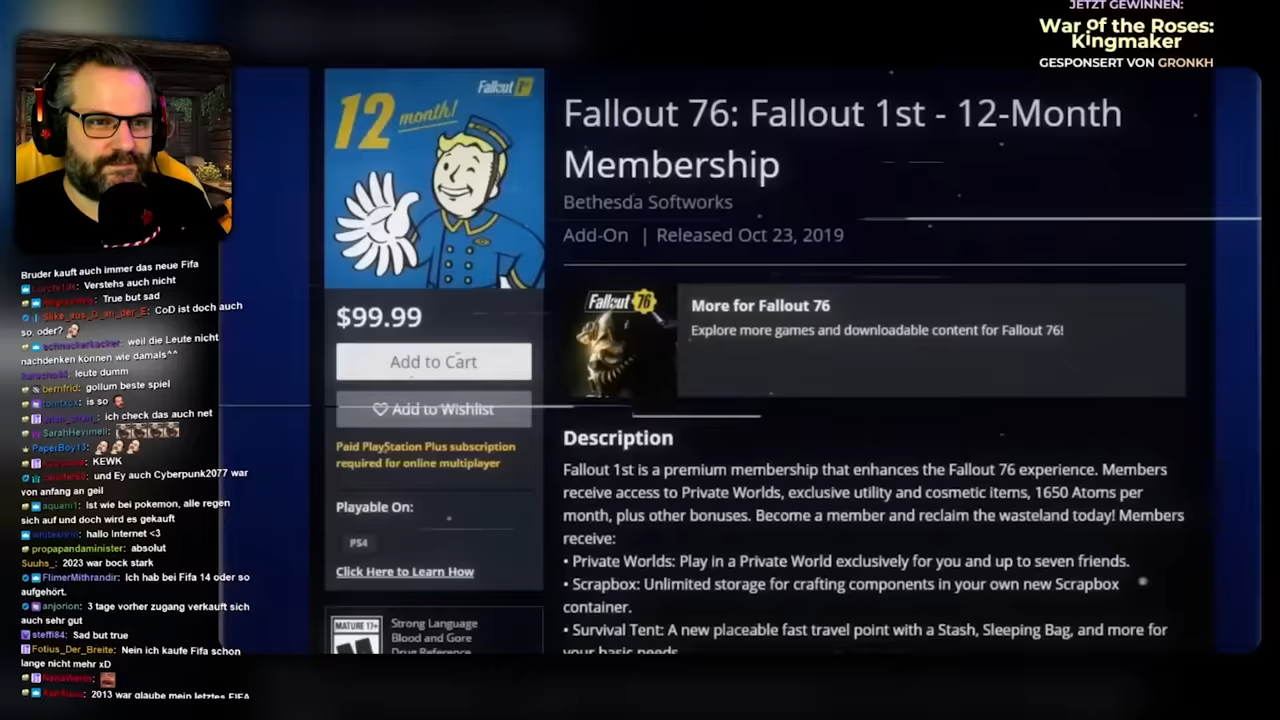 JETZT GEWINNEN:
War of the Roses:
Kingmaker
GESPONSERT VON GRONKH
Fallout 1st
12 month!
Fallout 76: Fallout 1st - 12-Month
Membership
Bethesda Softworks
Add-On | Released Oct 23, 2019
$99.99
Add to Cart
Add to Wishlist
Paid PlayStation Plus subscription
required for online multiplayer
Playable On:
PS4
Click Here to Learn How
MATURE 17+
Strong Language
Blood and Gore
Drug Reference
Fallout 76
More for Fallout 76
Explore more games and downloadable content for Fallout 76!
Description
Fallout 1st is a premium membership that enhances the Fallout 76 experience. Members
receive access to Private Worlds, exclusive utility and cosmetic items, 1650 Atoms per
month, plus other bonuses. Become a member and reclaim the wasteland today! Members
receive:
• Private Worlds: Play in a Private World exclusively for you and up to seven friends.
• Scrapbox: Unlimited storage for crafting components in your own new Scrapbox
container.
• Survival Tent: A new placeable fast travel point with a Stash, Sleeping Bag, and more for
your basic needs.
Bruder kauft auch immer das neue Fifa
Verstehs auch nicht
True but sad
Slike_aus_D_an_der_E: CoD ist doch auch
so, oder?
schnackerkacker: weil die Leute nicht
nachdenken können wie damals^^
leute dumm
bernfrid: gollum beste spiel
is so
ich check das auch net
SarahHevimeli:
PaperBoy13:
KEWK
und Ey auch Cyberpunk2077 war
von anfang an geil
aquam1: Ist wie bei pokemon, alle regen
sich auf und doch wird es gekauft
hallo Internet <3
propapandaminister: absolut
Suuhs_: 2023 war bock stark
FlimerMithrandir: Ich hab bei Fifa 14 oder so
aufgehört.
anjorion: 3 tage vorher zugang verkauft sich
auch sehr gut
steffi84: Sad but true
Fotius_Der_Breite: Nein ich kaufe Fifa schon
lange nicht mehr xD
2013 war glaube mein letztes FIFA